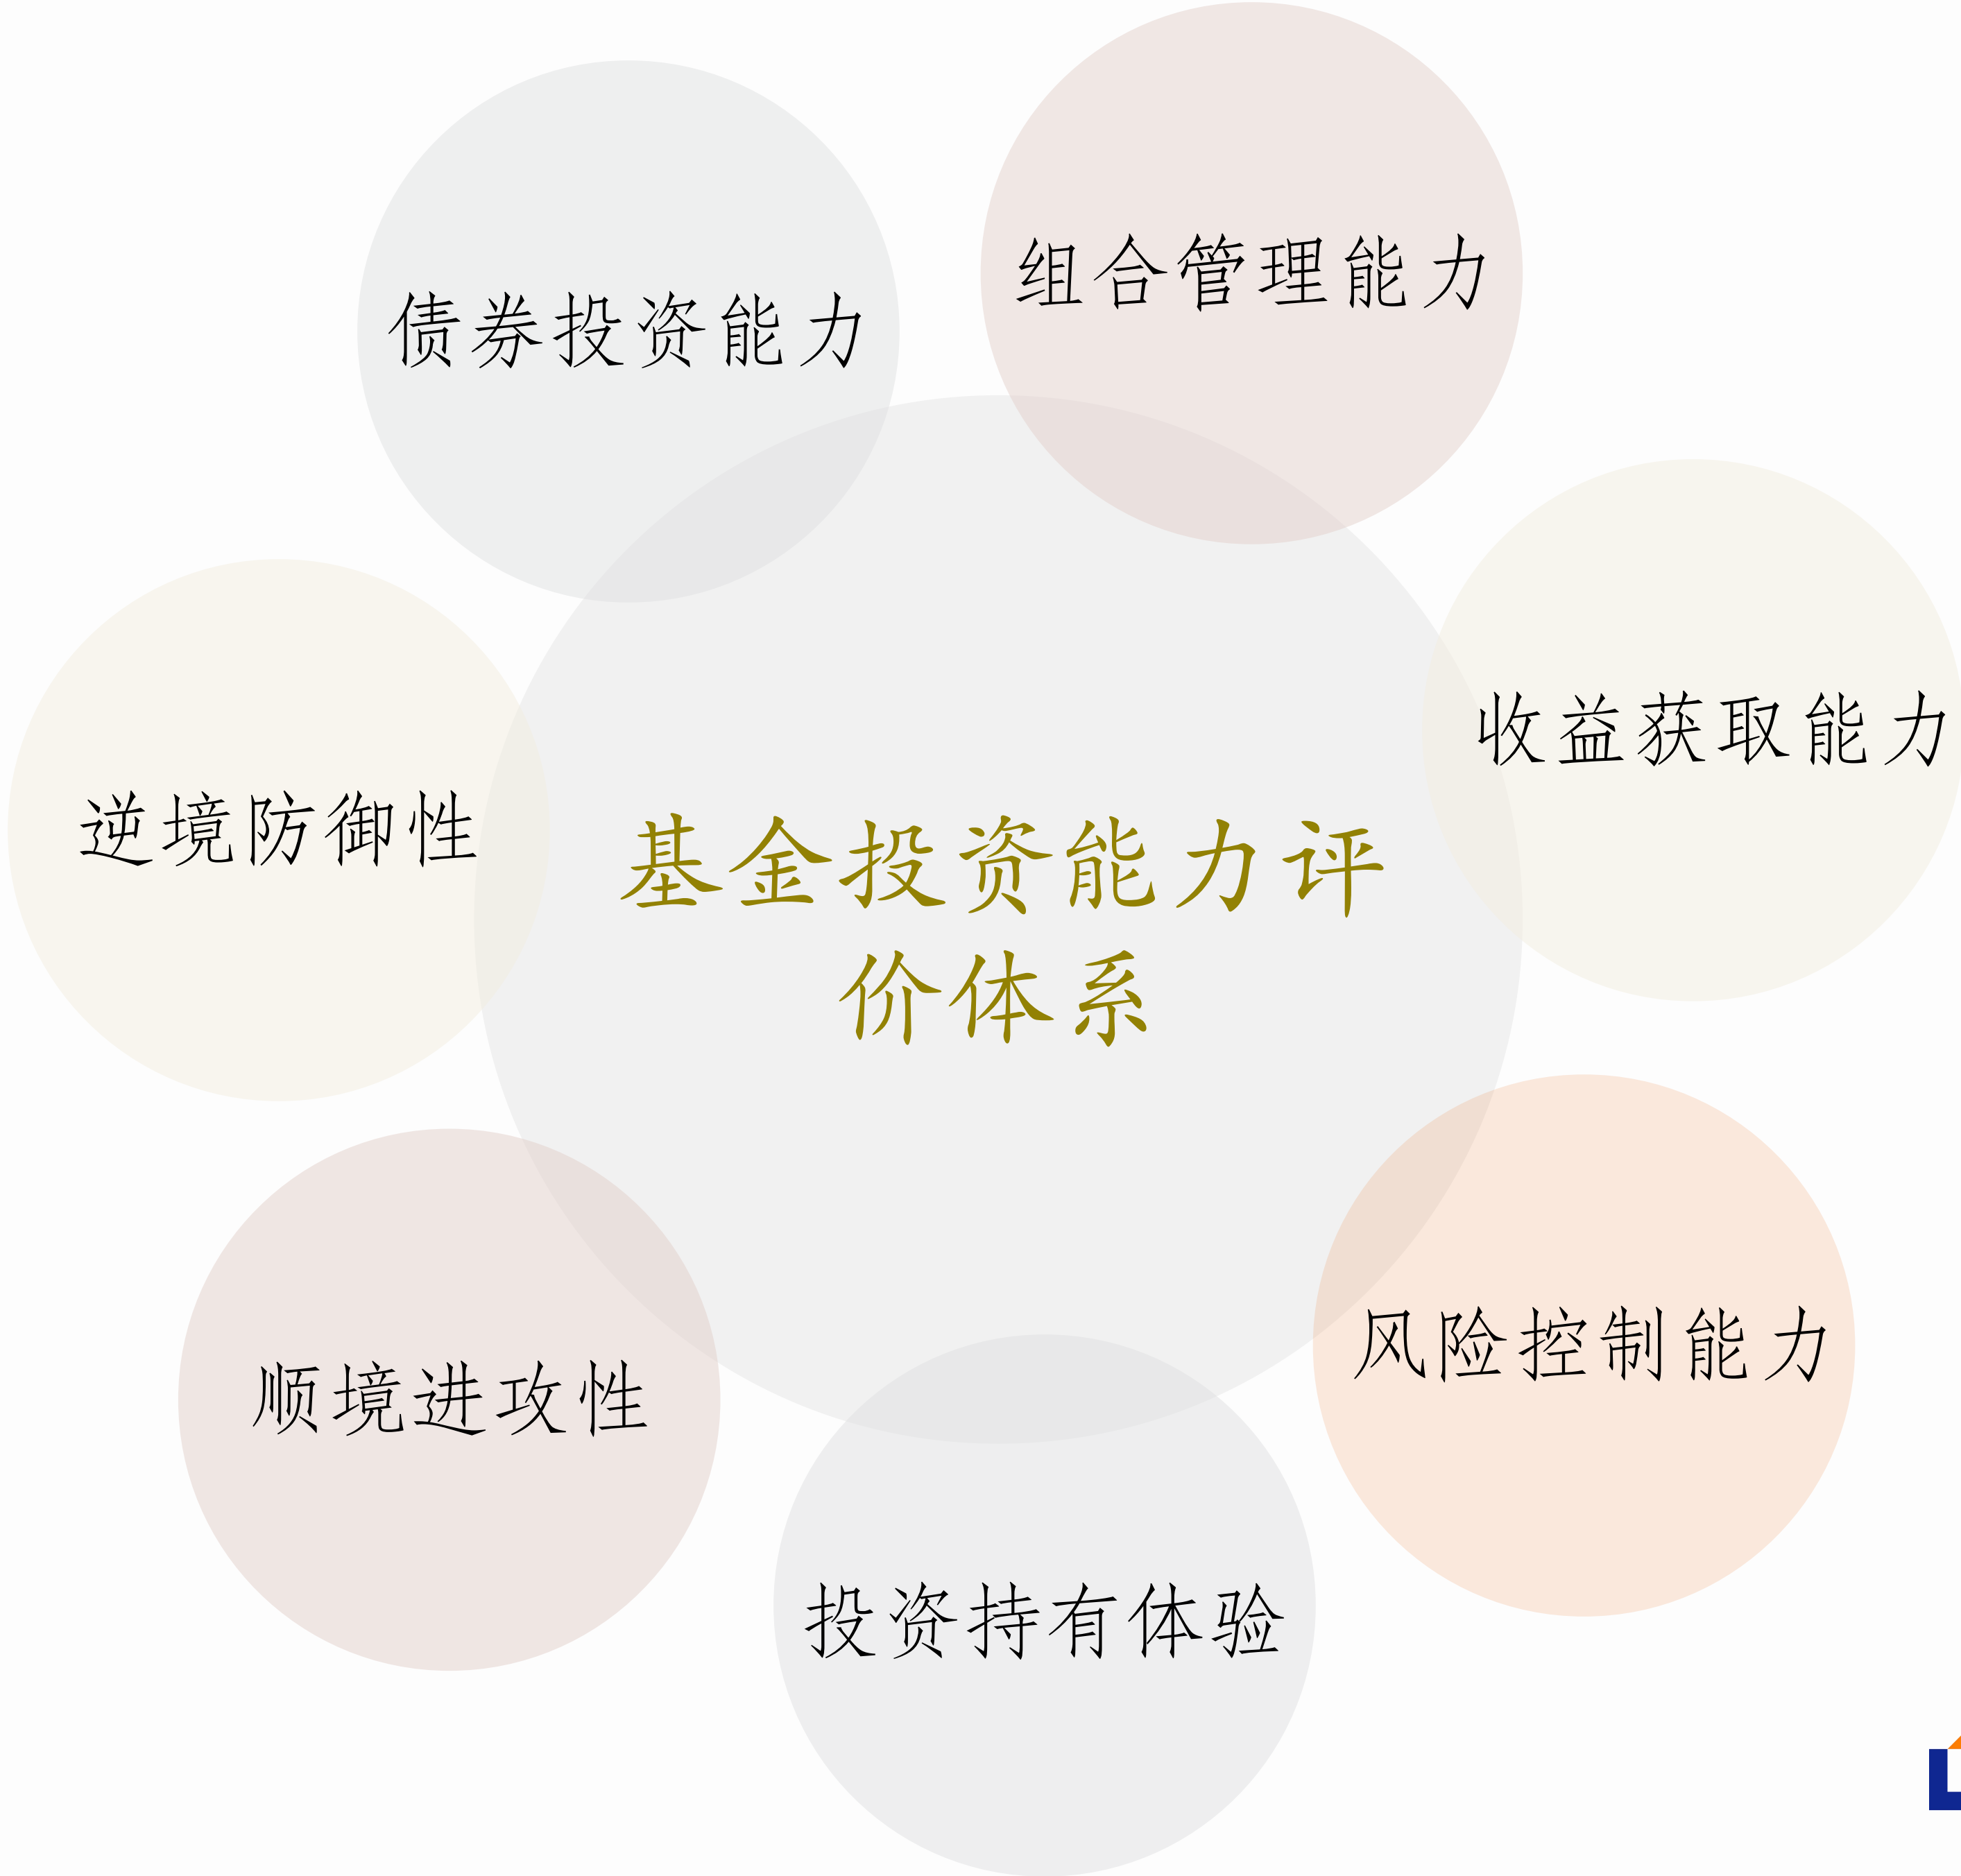 组合管理能力
债券投资能力
收益获取能力
逆境防御性
基金投资能力评
价体系
风险控制能力
顺境进攻性
投资持有体验